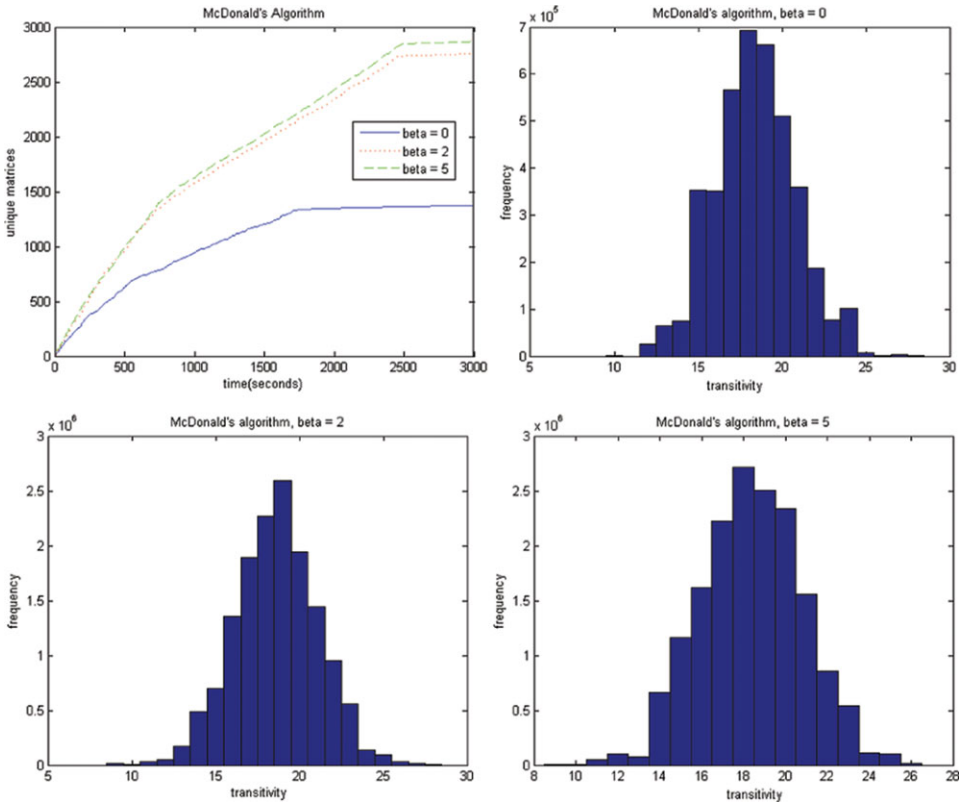 McDonald's Algorithm
3000
2500
2000
1500
1000
500
0
unique matrices
beta = 0
beta = 2
beta = 5
0 500 1000 1500 2000 2500 3000
time(seconds)
McDonald's algorithm, beta = 0
x 10^5
7
6
5
4
3
2
1
0
frequency
10 15 20 25 30
transitivity
McDonald's algorithm, beta = 2
x 10^6
3
2.5
2
1.5
1
0.5
0
frequency
5 10 15 20 25 30
transitivity
McDonald's algorithm, beta = 5
x 10^6
3
2.5
2
1.5
1
0.5
0
frequency
8 10 12 14 16 18 20 22 24 26 28
transitivity